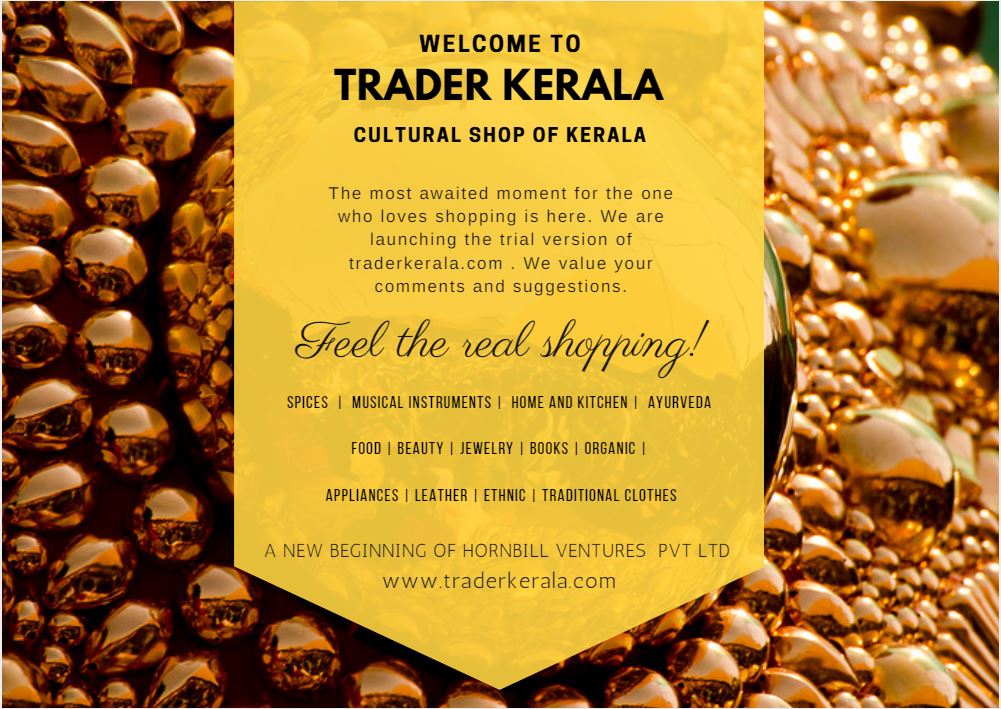 WELCOME TO
TRADER KERALA
CULTURAL SHOP OF KERALA
The most awaited moment for the one
who loves shopping is here. We are
launching the trial version of
traderkerala.com . We value your
comments and suggestions.
Feel the real shopping!
SPICES | MUSICAL INSTRUMENTS | HOME AND KITCHEN | AYURVEDA
FOOD | BEAUTY | JEWELRY | BOOKS | ORGANIC |
APPLIANCES | LEATHER | ETHNIC | TRADITIONAL CLOTHES
A NEW BEGINNING OF HORNBILL VENTURES PVT LTD
www.traderkerala.com